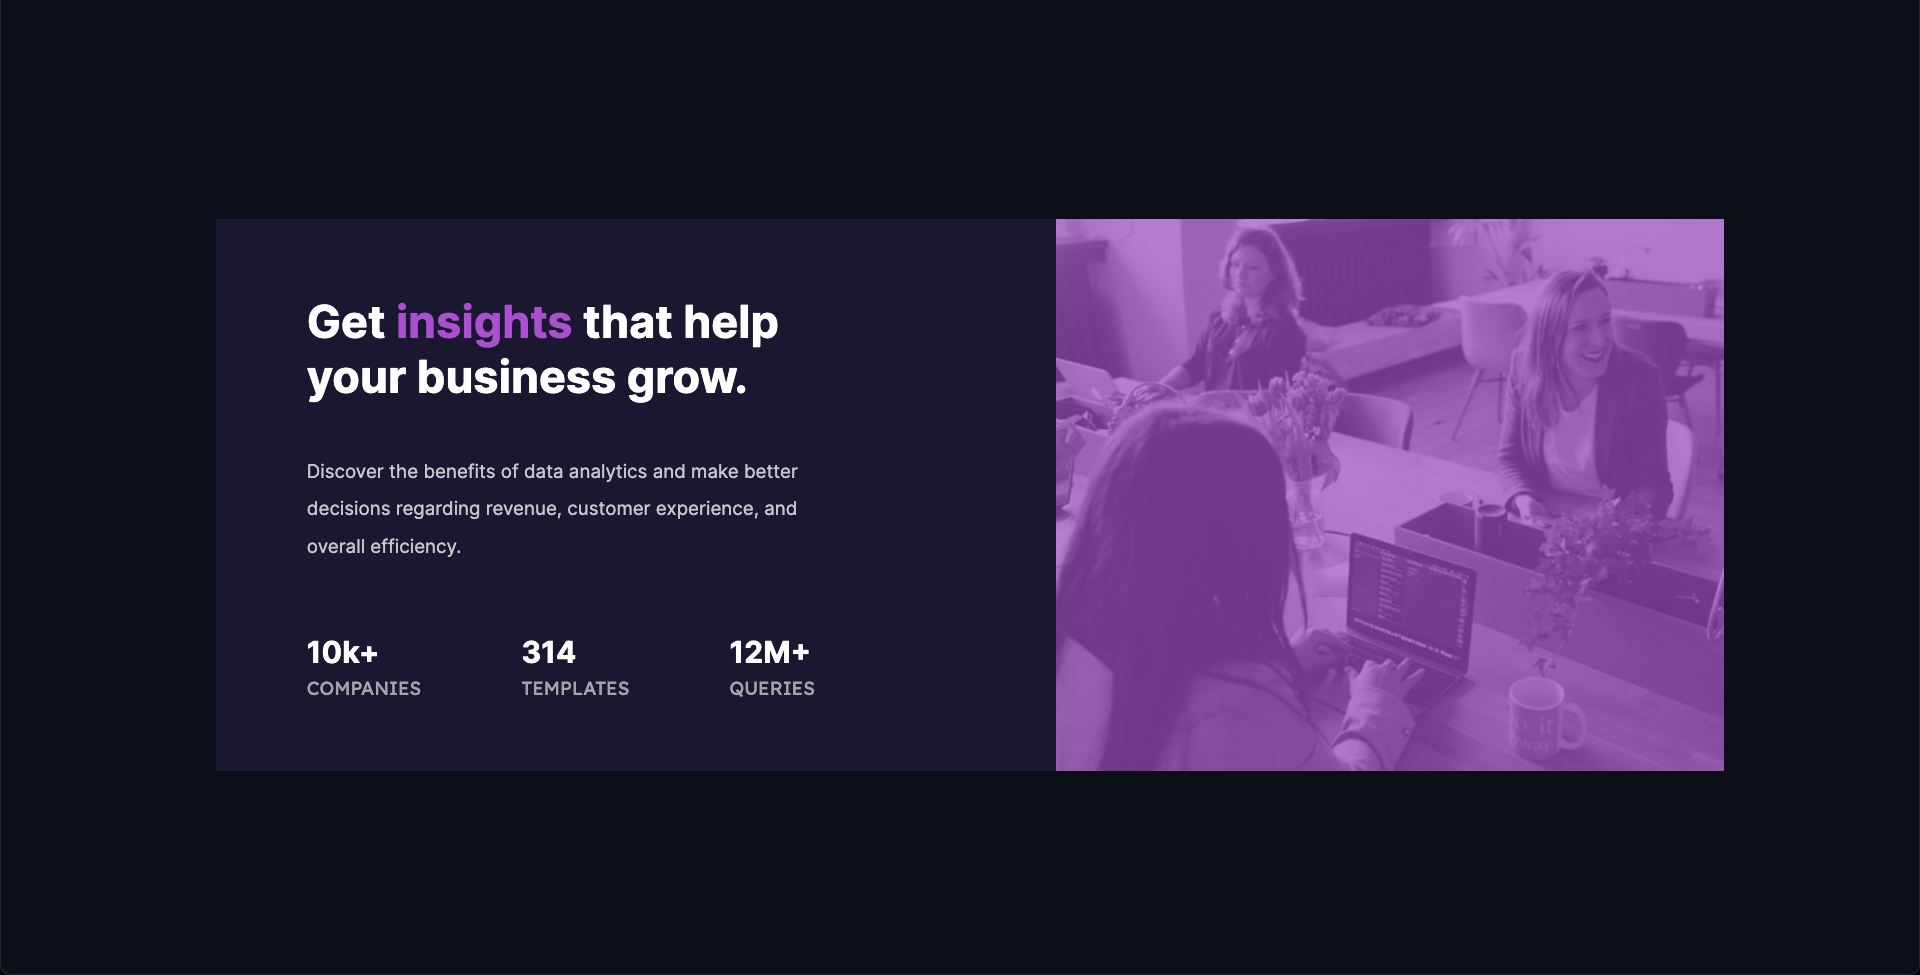 Get insights that help
your business grow.
Discover the benefits of data analytics and make better
decisions regarding revenue, customer experience, and
overall efficiency.
10k+
COMPANIES
314
TEMPLATES
12M+
QUERIES